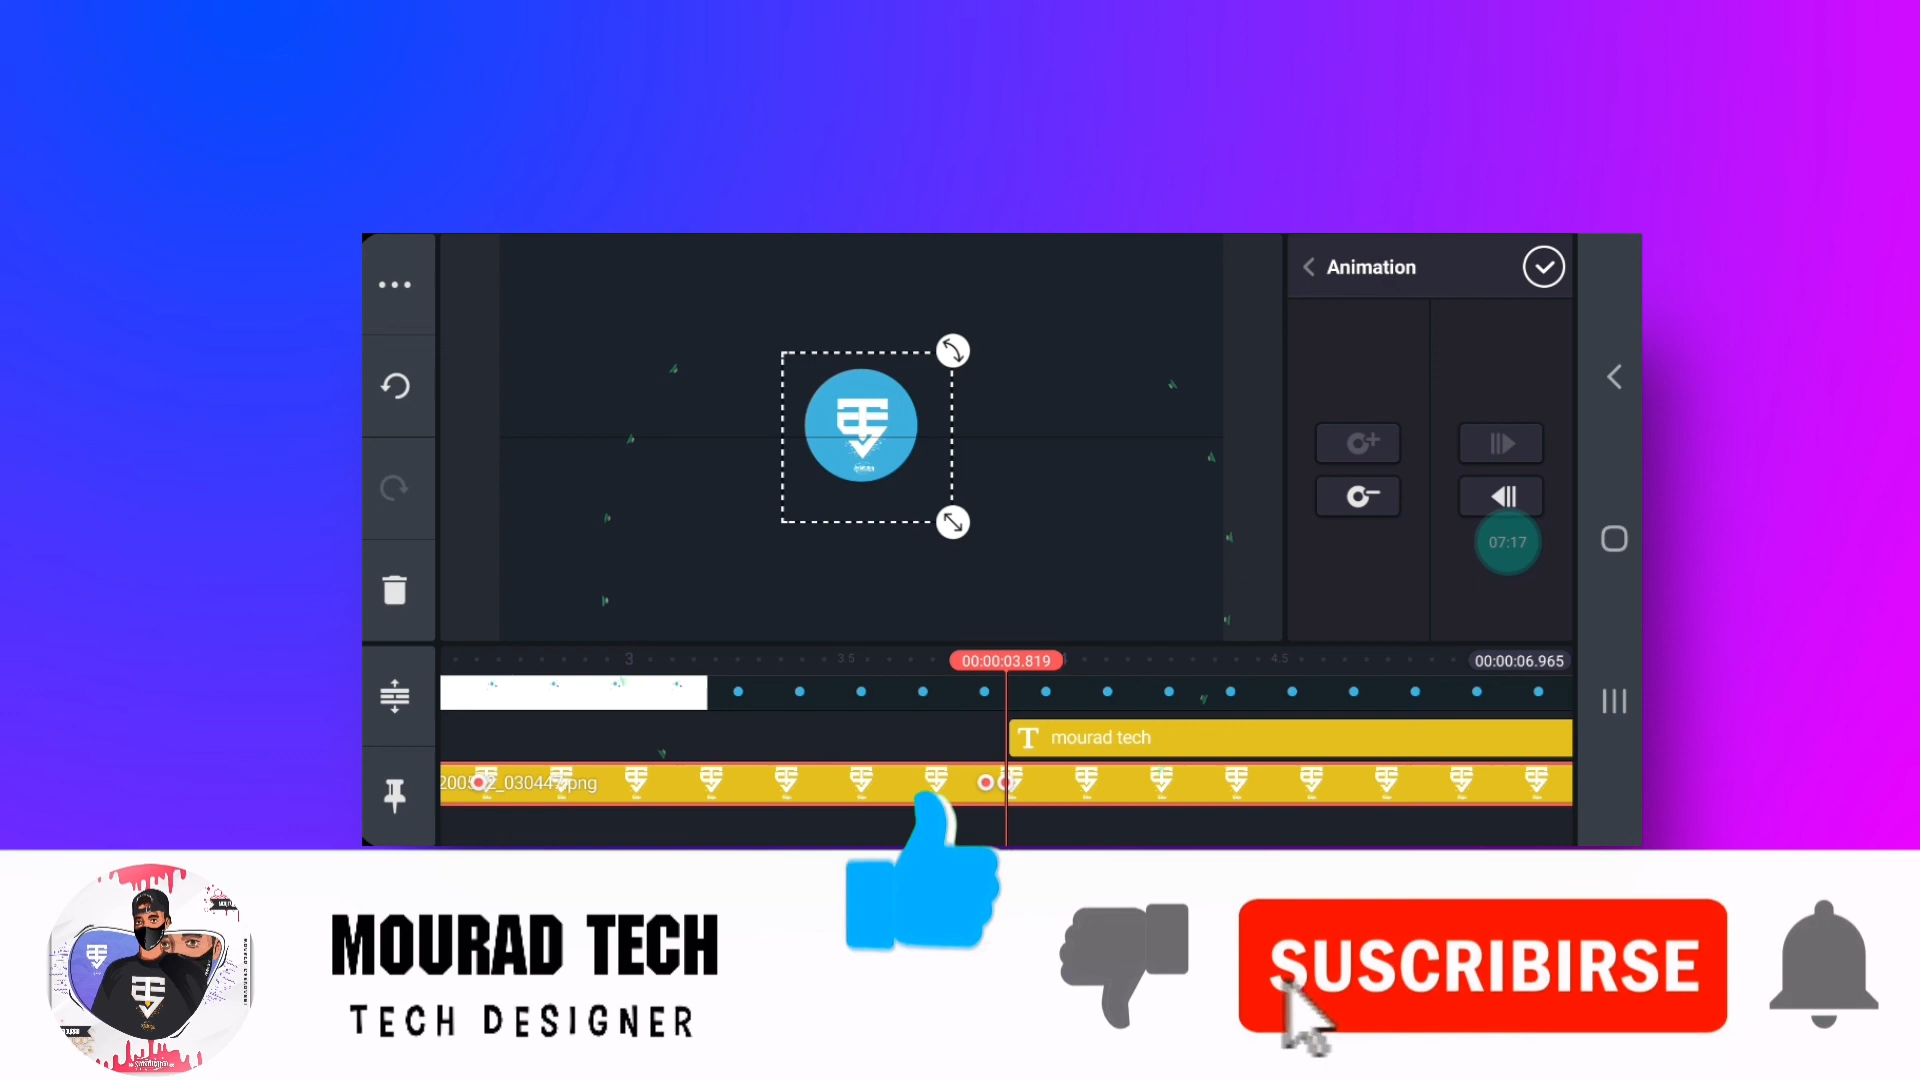 Animation
07:17
3
3.5
00:00:03.819
4.5
00:00:06.965
T mourad tech
MOURAD TECH
TECH DESIGNER
SUSCRIBIRSE